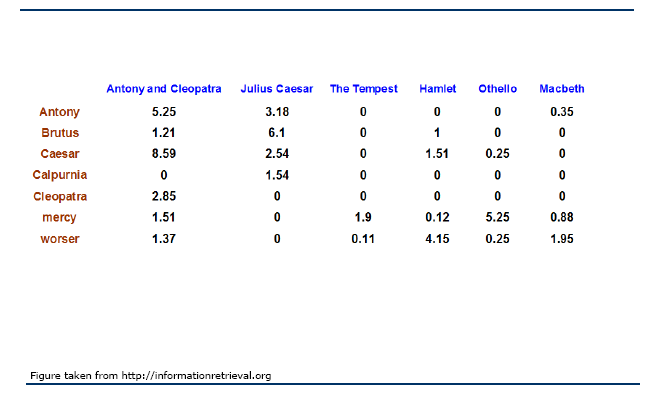 Antony and Cleopatra Julius Caesar The Tempest Hamlet Othello Macbeth
Antony 5.25 3.18 0 0 0 0.35
Brutus 1.21 6.1 0 1 0 0
Caesar 8.59 2.54 0 1.51 0.25 0
Calpurnia 0 1.54 0 0 0 0
Cleopatra 2.85 0 0 0 0 0
mercy 1.51 0 1.9 0.12 5.25 0.88
worser 1.37 0 0.11 4.15 0.25 1.95
Figure taken from http://informationretrieval.org